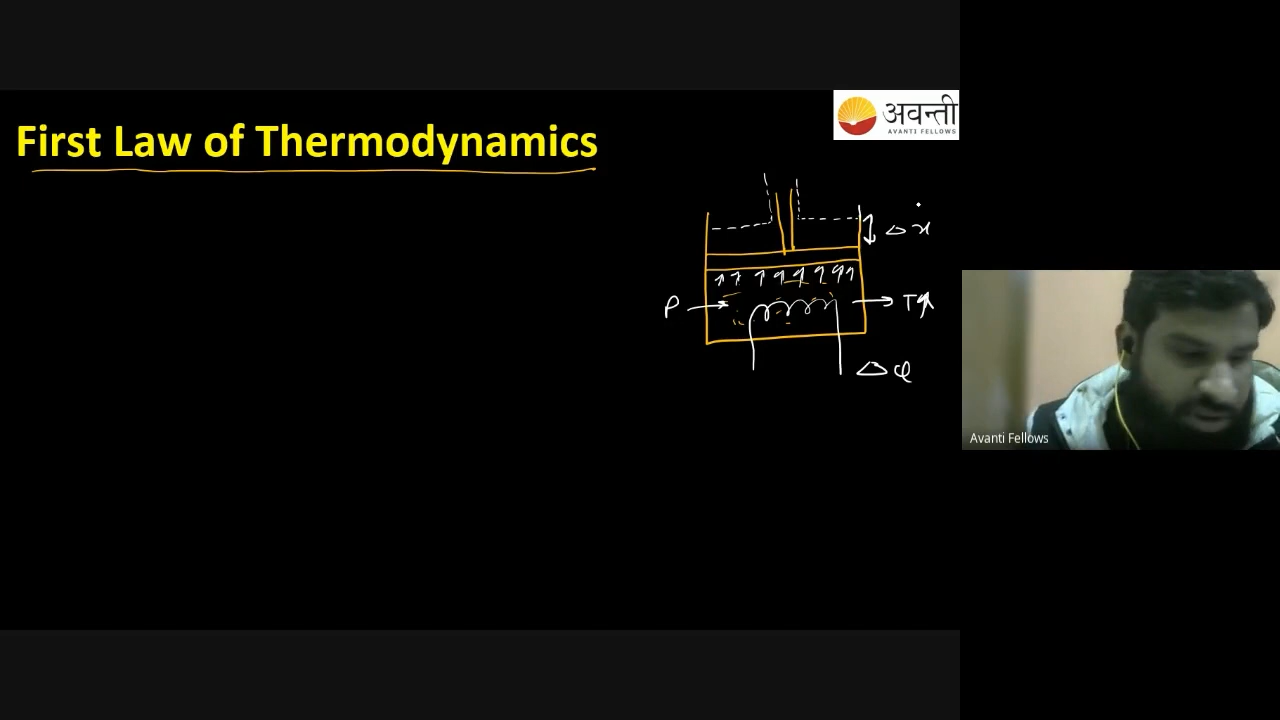 First Law of Thermodynamics
अवन्ती
AVANTI FELLOWS
Δx
P
T↑
ΔQ
Avanti Fellows